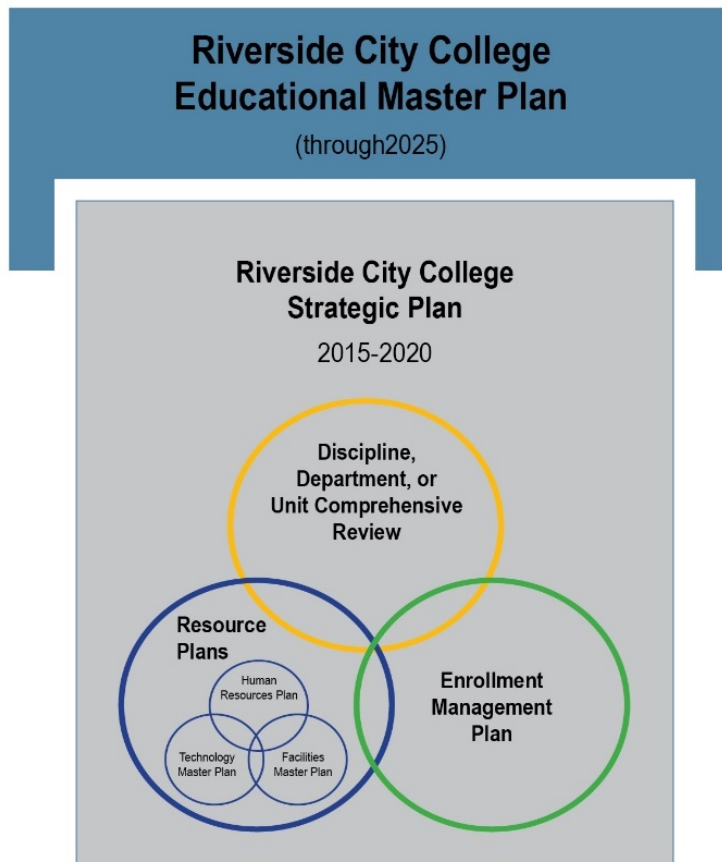 Riverside City College
Educational Master Plan
(through2025)
Riverside City College
Strategic Plan
2015-2020
Discipline,
Department, or
Unit Comprehensive
Review
Resource
Plans
Human
Resources Plan
Technology
Master Plan
Facilities
Master Plan
Enrollment
Management
Plan